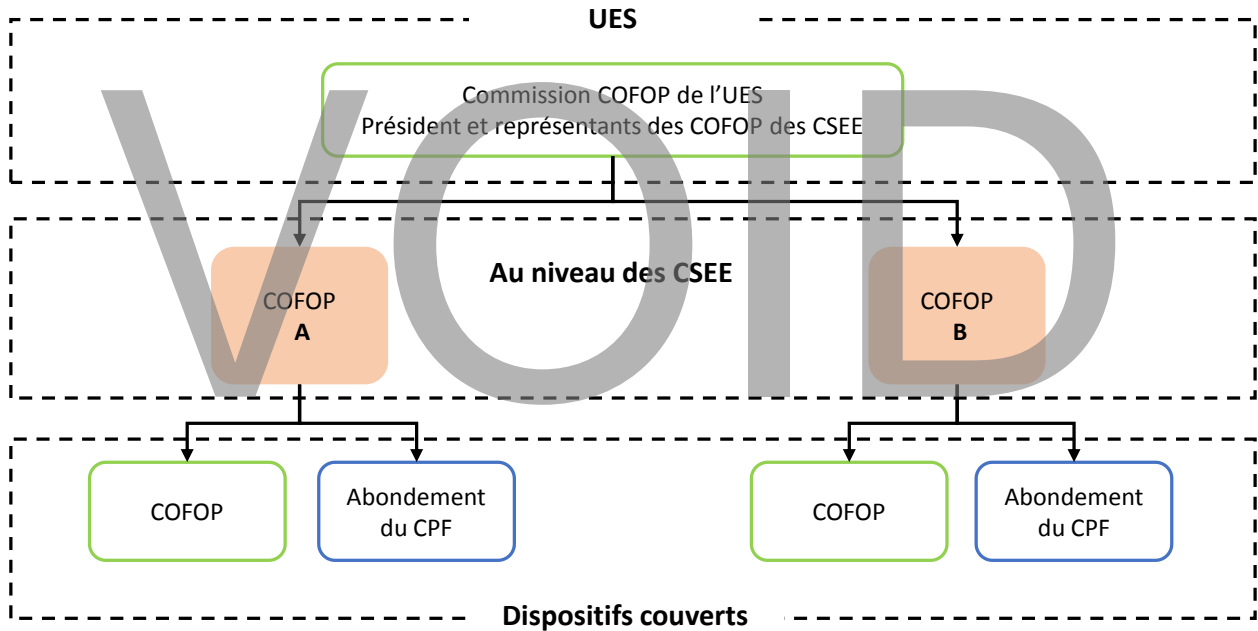 UES
Commission COFOP de l'UES
Président et représentants des COFOP des CSEE
VOID
Au niveau des CSEE
COFOP
A
COFOP
B
COFOP
Abondement
du CPF
COFOP
Abondement
du CPF
Dispositifs couverts